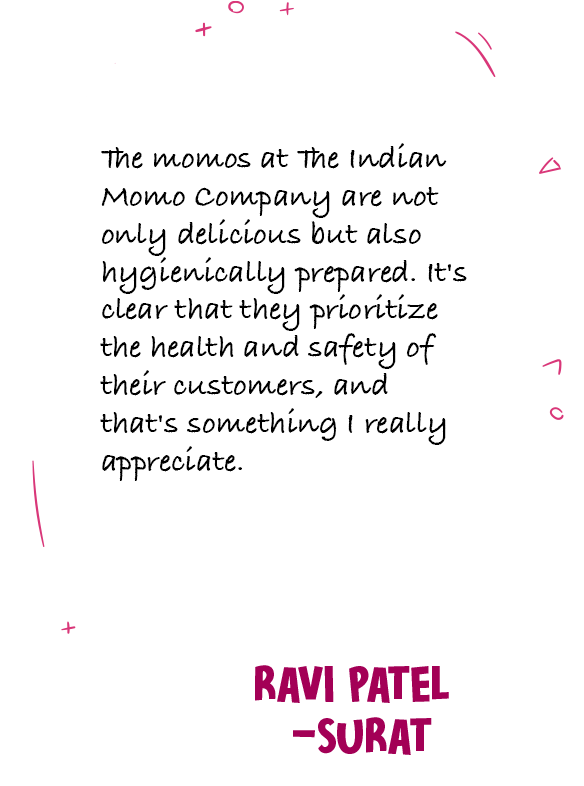 The momos at The Indian
Momo Company are not
only delicious but also
hygienically prepared. It's
clear that they prioritize
the health and safety of
their customers, and
that's something I really
appreciate.
RAVI PATEL
-SURAT